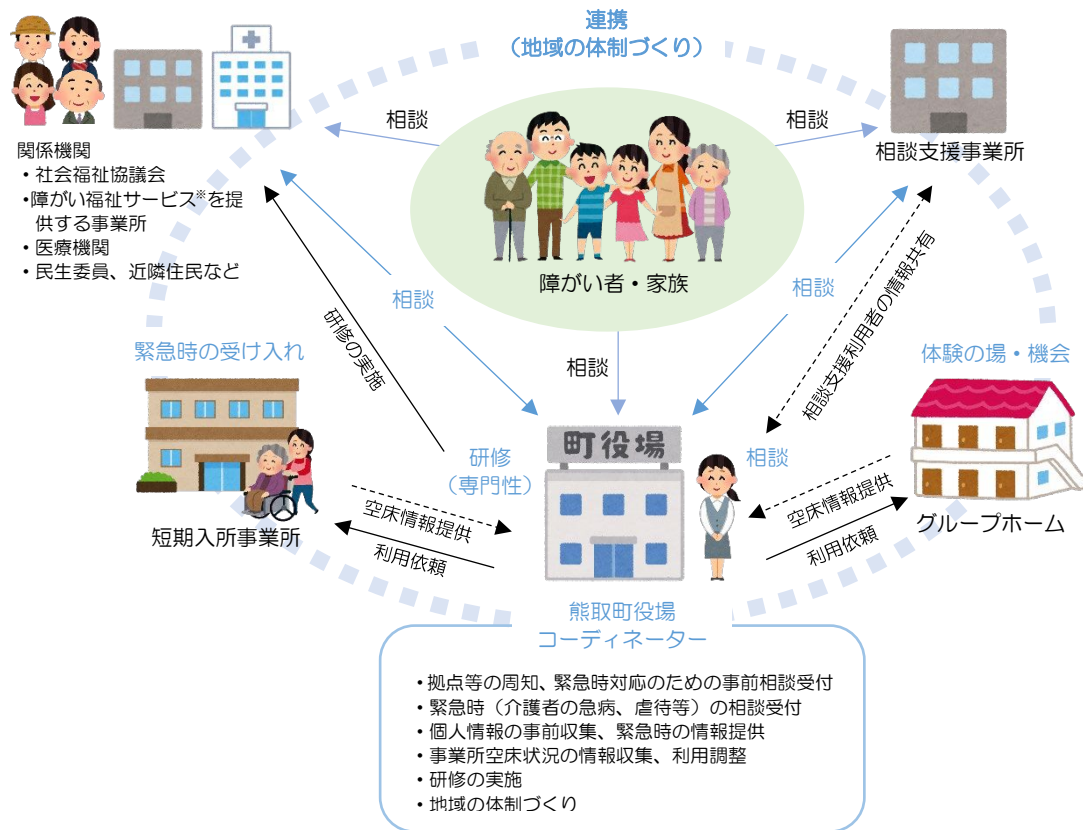 連携
（地域の体制づくり）
相談
相談
関係機関
・社会福祉協議会
・障がい福祉サービス※を提
供する事業所
・医療機関
・民生委員、近隣住民など
相談支援事業所
障がい者・家族
相談
相談
相談
研修の実施
相談支援利用者の情報共有
緊急時の受け入れ
体験の場・機会
町役場
研修
（専門性）
相談
短期入所事業所
空床情報提供
利用依頼
空床情報提供
利用依頼
グループホーム
熊取町役場
コーディネーター
・拠点等の周知、緊急時対応のための事前相談受付
・緊急時（介護者の急病、虐待等）の相談受付
・個人情報の事前収集、緊急時の情報提供
・事業所空床状況の情報収集、利用調整
・研修の実施
・地域の体制づくり